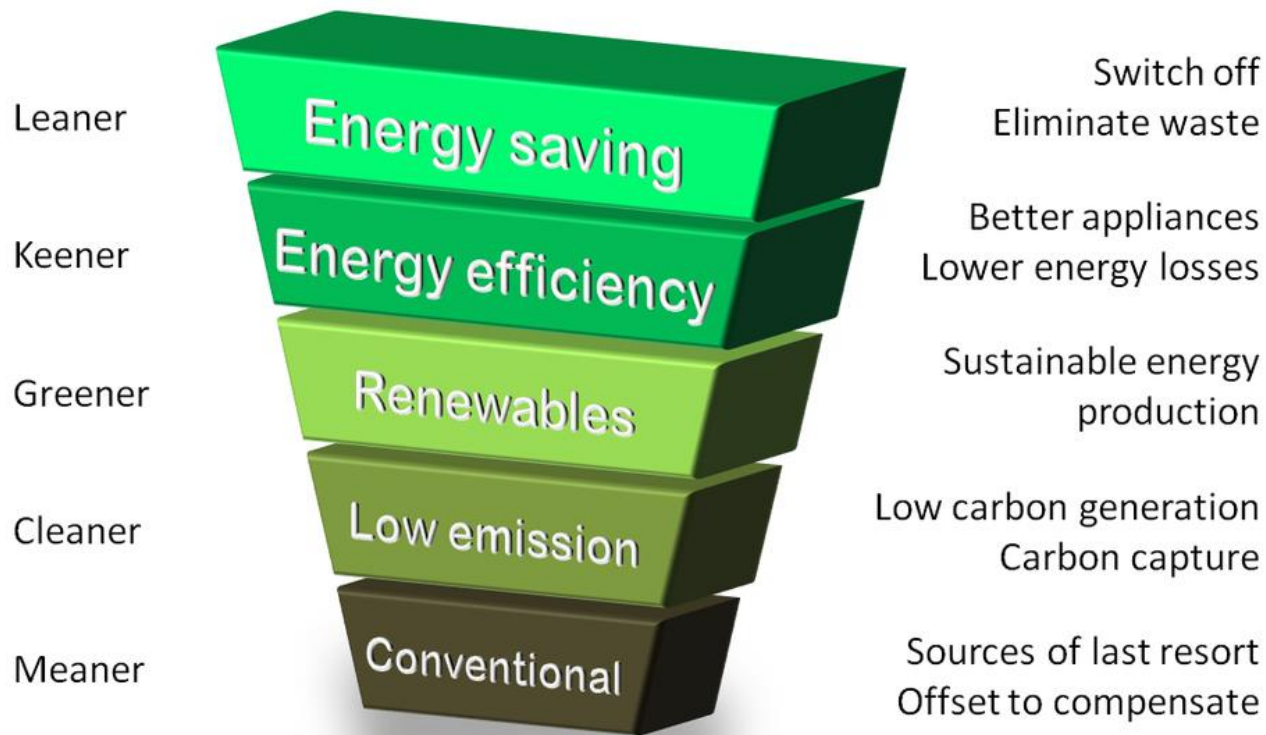 Leaner
Energy saving
Switch off
Eliminate waste
Keener
Energy efficiency
Better appliances
Lower energy losses
Greener
Renewables
Sustainable energy
production
Cleaner
Low emission
Low carbon generation
Carbon capture
Meaner
Conventional
Sources of last resort
Offset to compensate